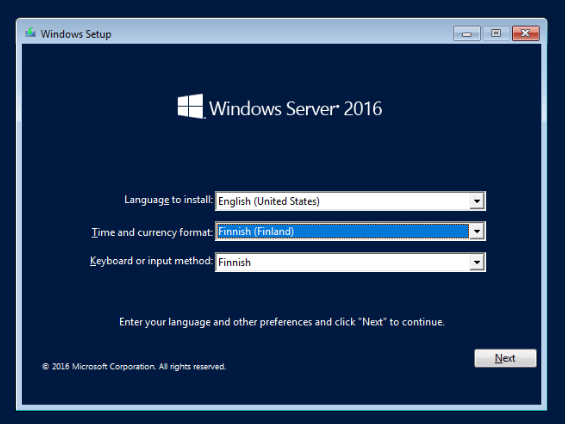 Windows Setup
Windows Server® 2016
Language to install: English (United States)
Time and currency format: Finnish (Finland)
Keyboard or input method: Finnish
Enter your language and other preferences and click "Next" to continue.
Next
© 2016 Microsoft Corporation. All rights reserved.